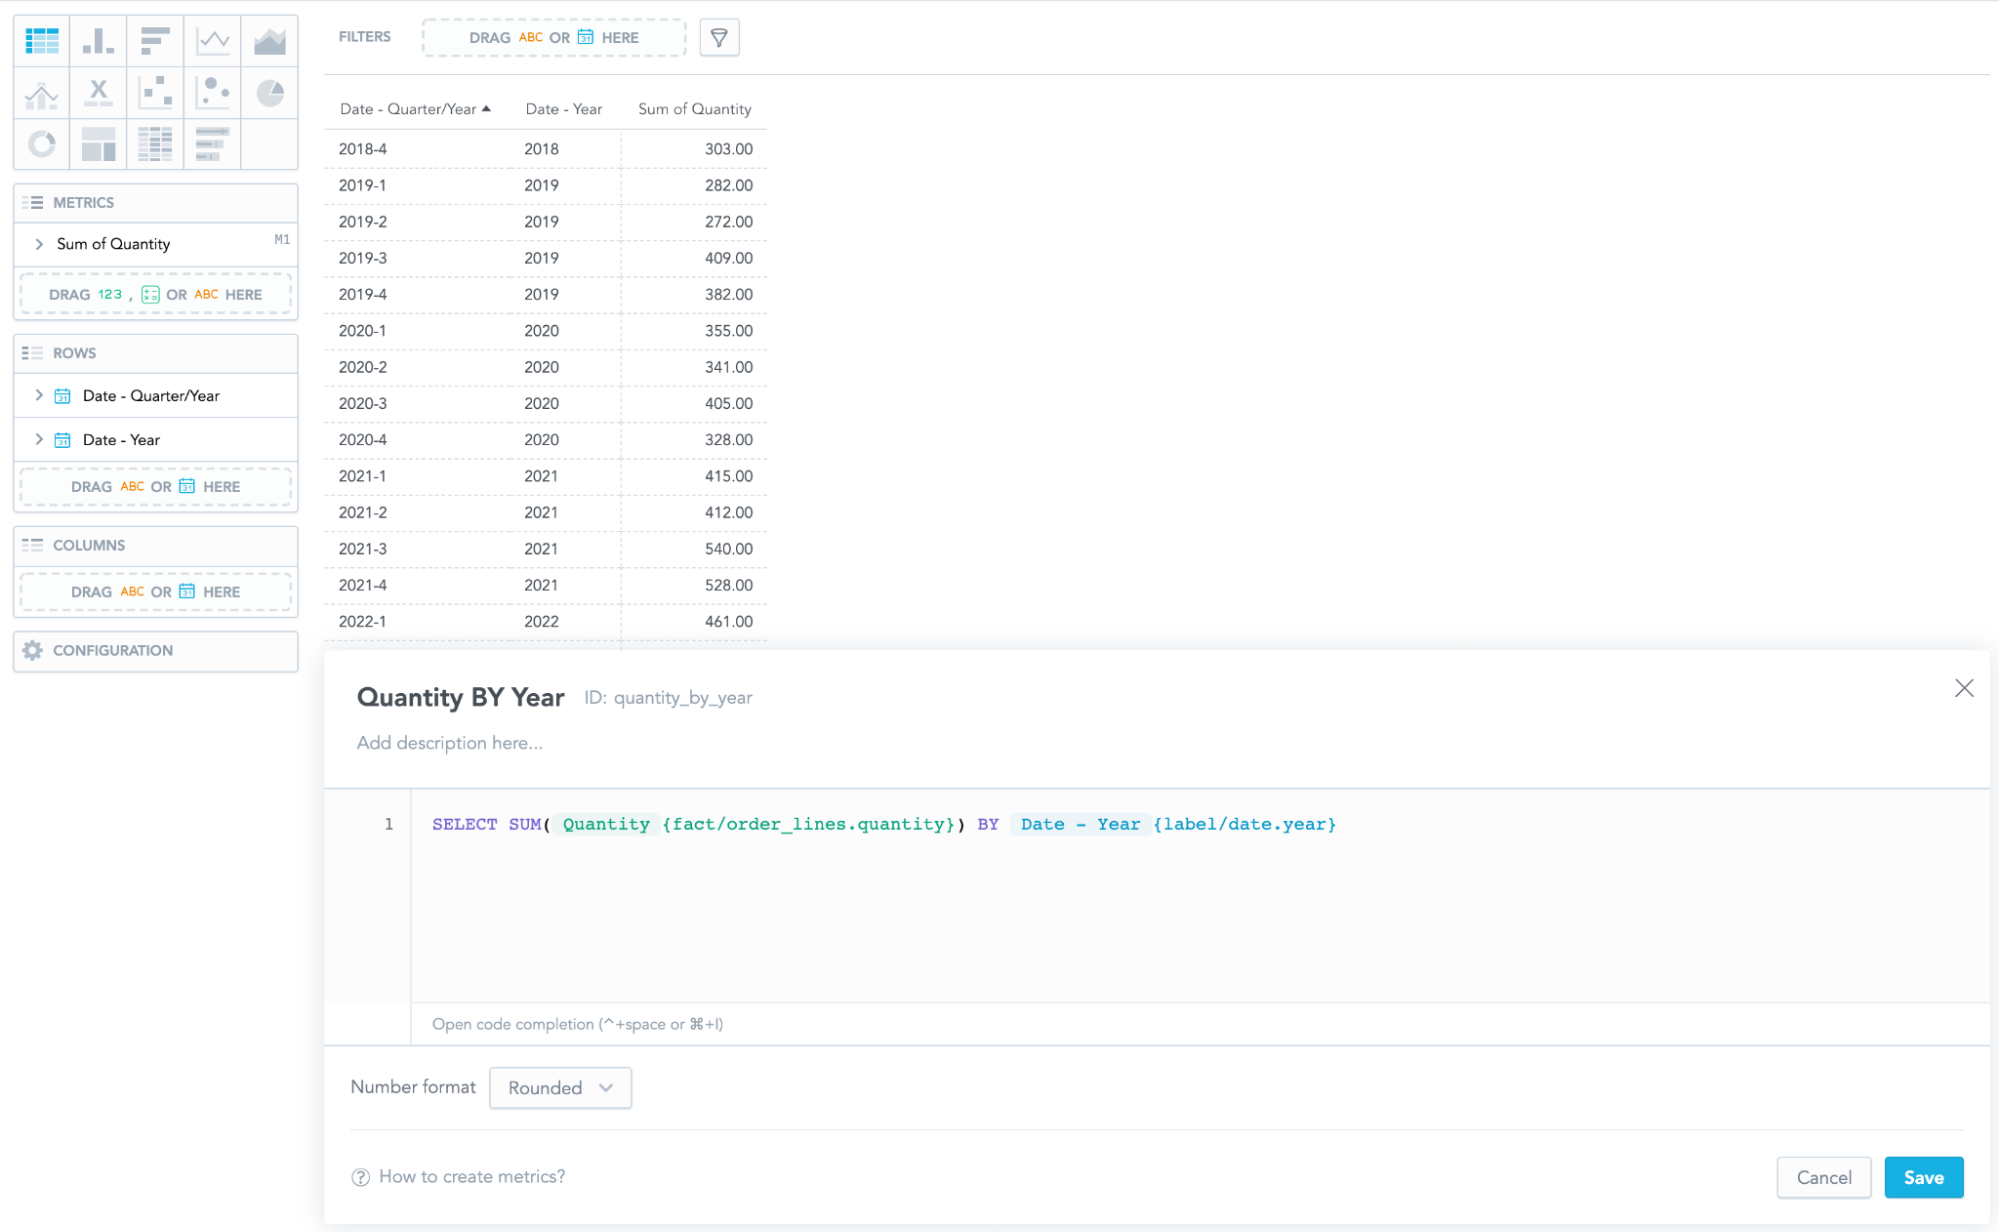 FILTERS
DRAG ABC OR 31 HERE
X
METRICS
Sum of Quantity M1
DRAG 123 , OR ABC HERE
ROWS
31 Date - Quarter/Year
31 Date - Year
DRAG ABC OR 31 HERE
COLUMNS
DRAG ABC OR 31 HERE
CONFIGURATION
Date - Quarter/Year Date - Year Sum of Quantity
2018-4 2018 303.00
2019-1 2019 282.00
2019-2 2019 272.00
2019-3 2019 409.00
2019-4 2019 382.00
2020-1 2020 355.00
2020-2 2020 341.00
2020-3 2020 405.00
2020-4 2020 328.00
2021-1 2021 415.00
2021-2 2021 412.00
2021-3 2021 540.00
2021-4 2021 528.00
2022-1 2022 461.00
Quantity BY Year ID: quantity_by_year
Add description here...
1 SELECT SUM( Quantity {fact/order_lines.quantity}) BY Date - Year {label/date.year}
Open code completion (^+space or ⌘+I)
Number format Rounded
? How to create metrics?
Cancel Save